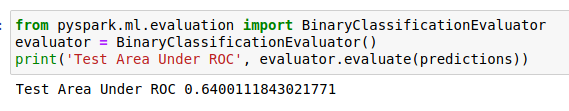 from pyspark.ml.evaluation import BinaryClassificationEvaluator
evaluator = BinaryClassificationEvaluator()
print('Test Area Under ROC', evaluator.evaluate(predictions))
Test Area Under ROC 0.6400111843021771